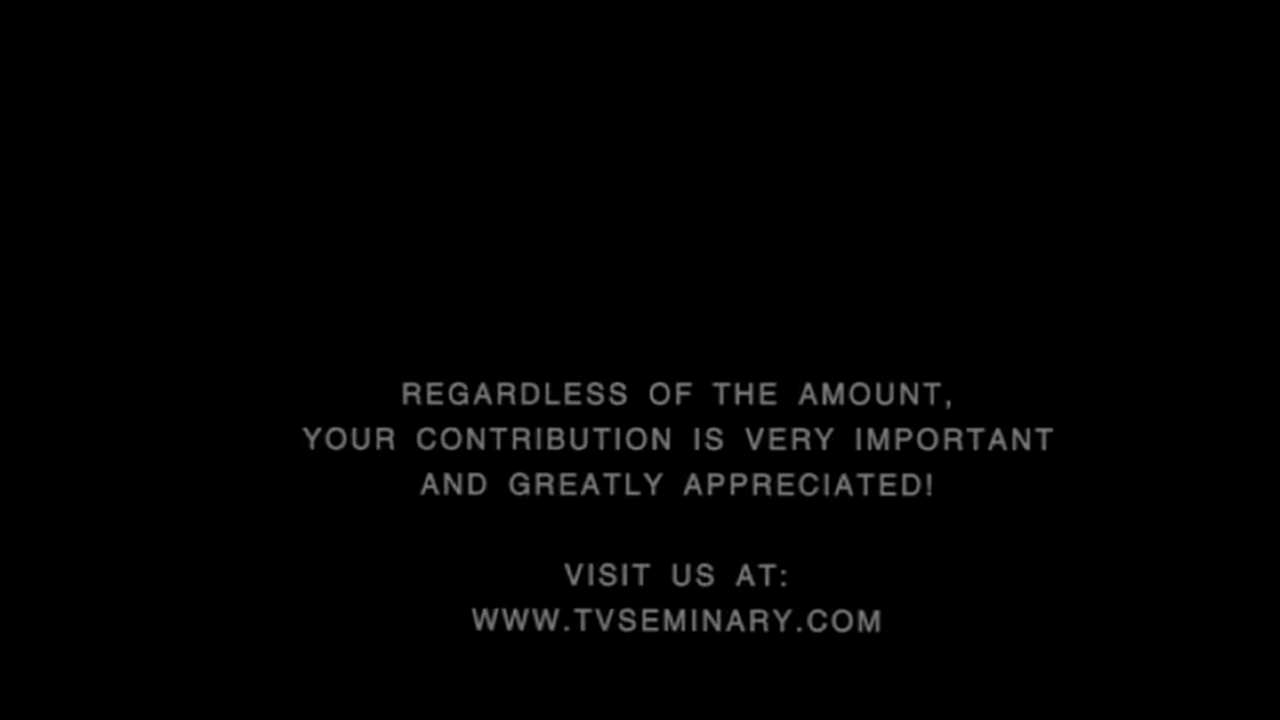 REGARDLESS OF THE AMOUNT,
YOUR CONTRIBUTION IS VERY IMPORTANT
AND GREATLY APPRECIATED!
VISIT US AT:
WWW.TVSEMINARY.COM